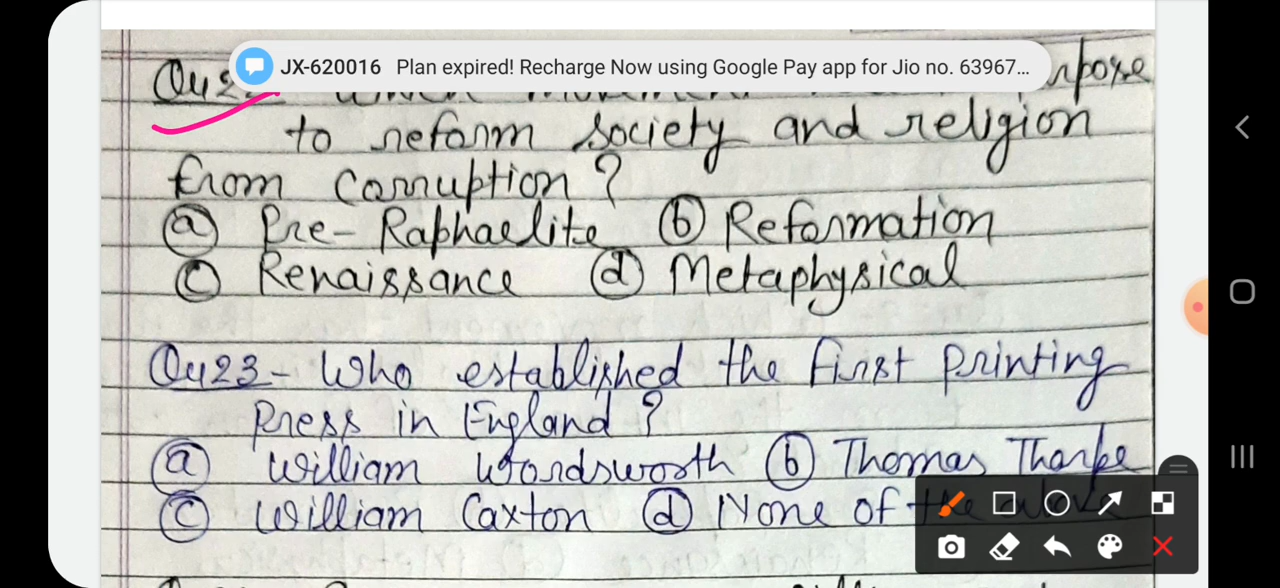 JX-620016 Plan expired! Recharge Now using Google Pay app for Jio no. 63967...
to reform society and religion
from Corruption ?
a Pre-Raphaelite b Reformation
c Renaissance d Metaphysical
Qu23- Who established the first printing
Press in England ?
a William Wordsworth b Thomas Tharpe
c William Caxton d None of the above